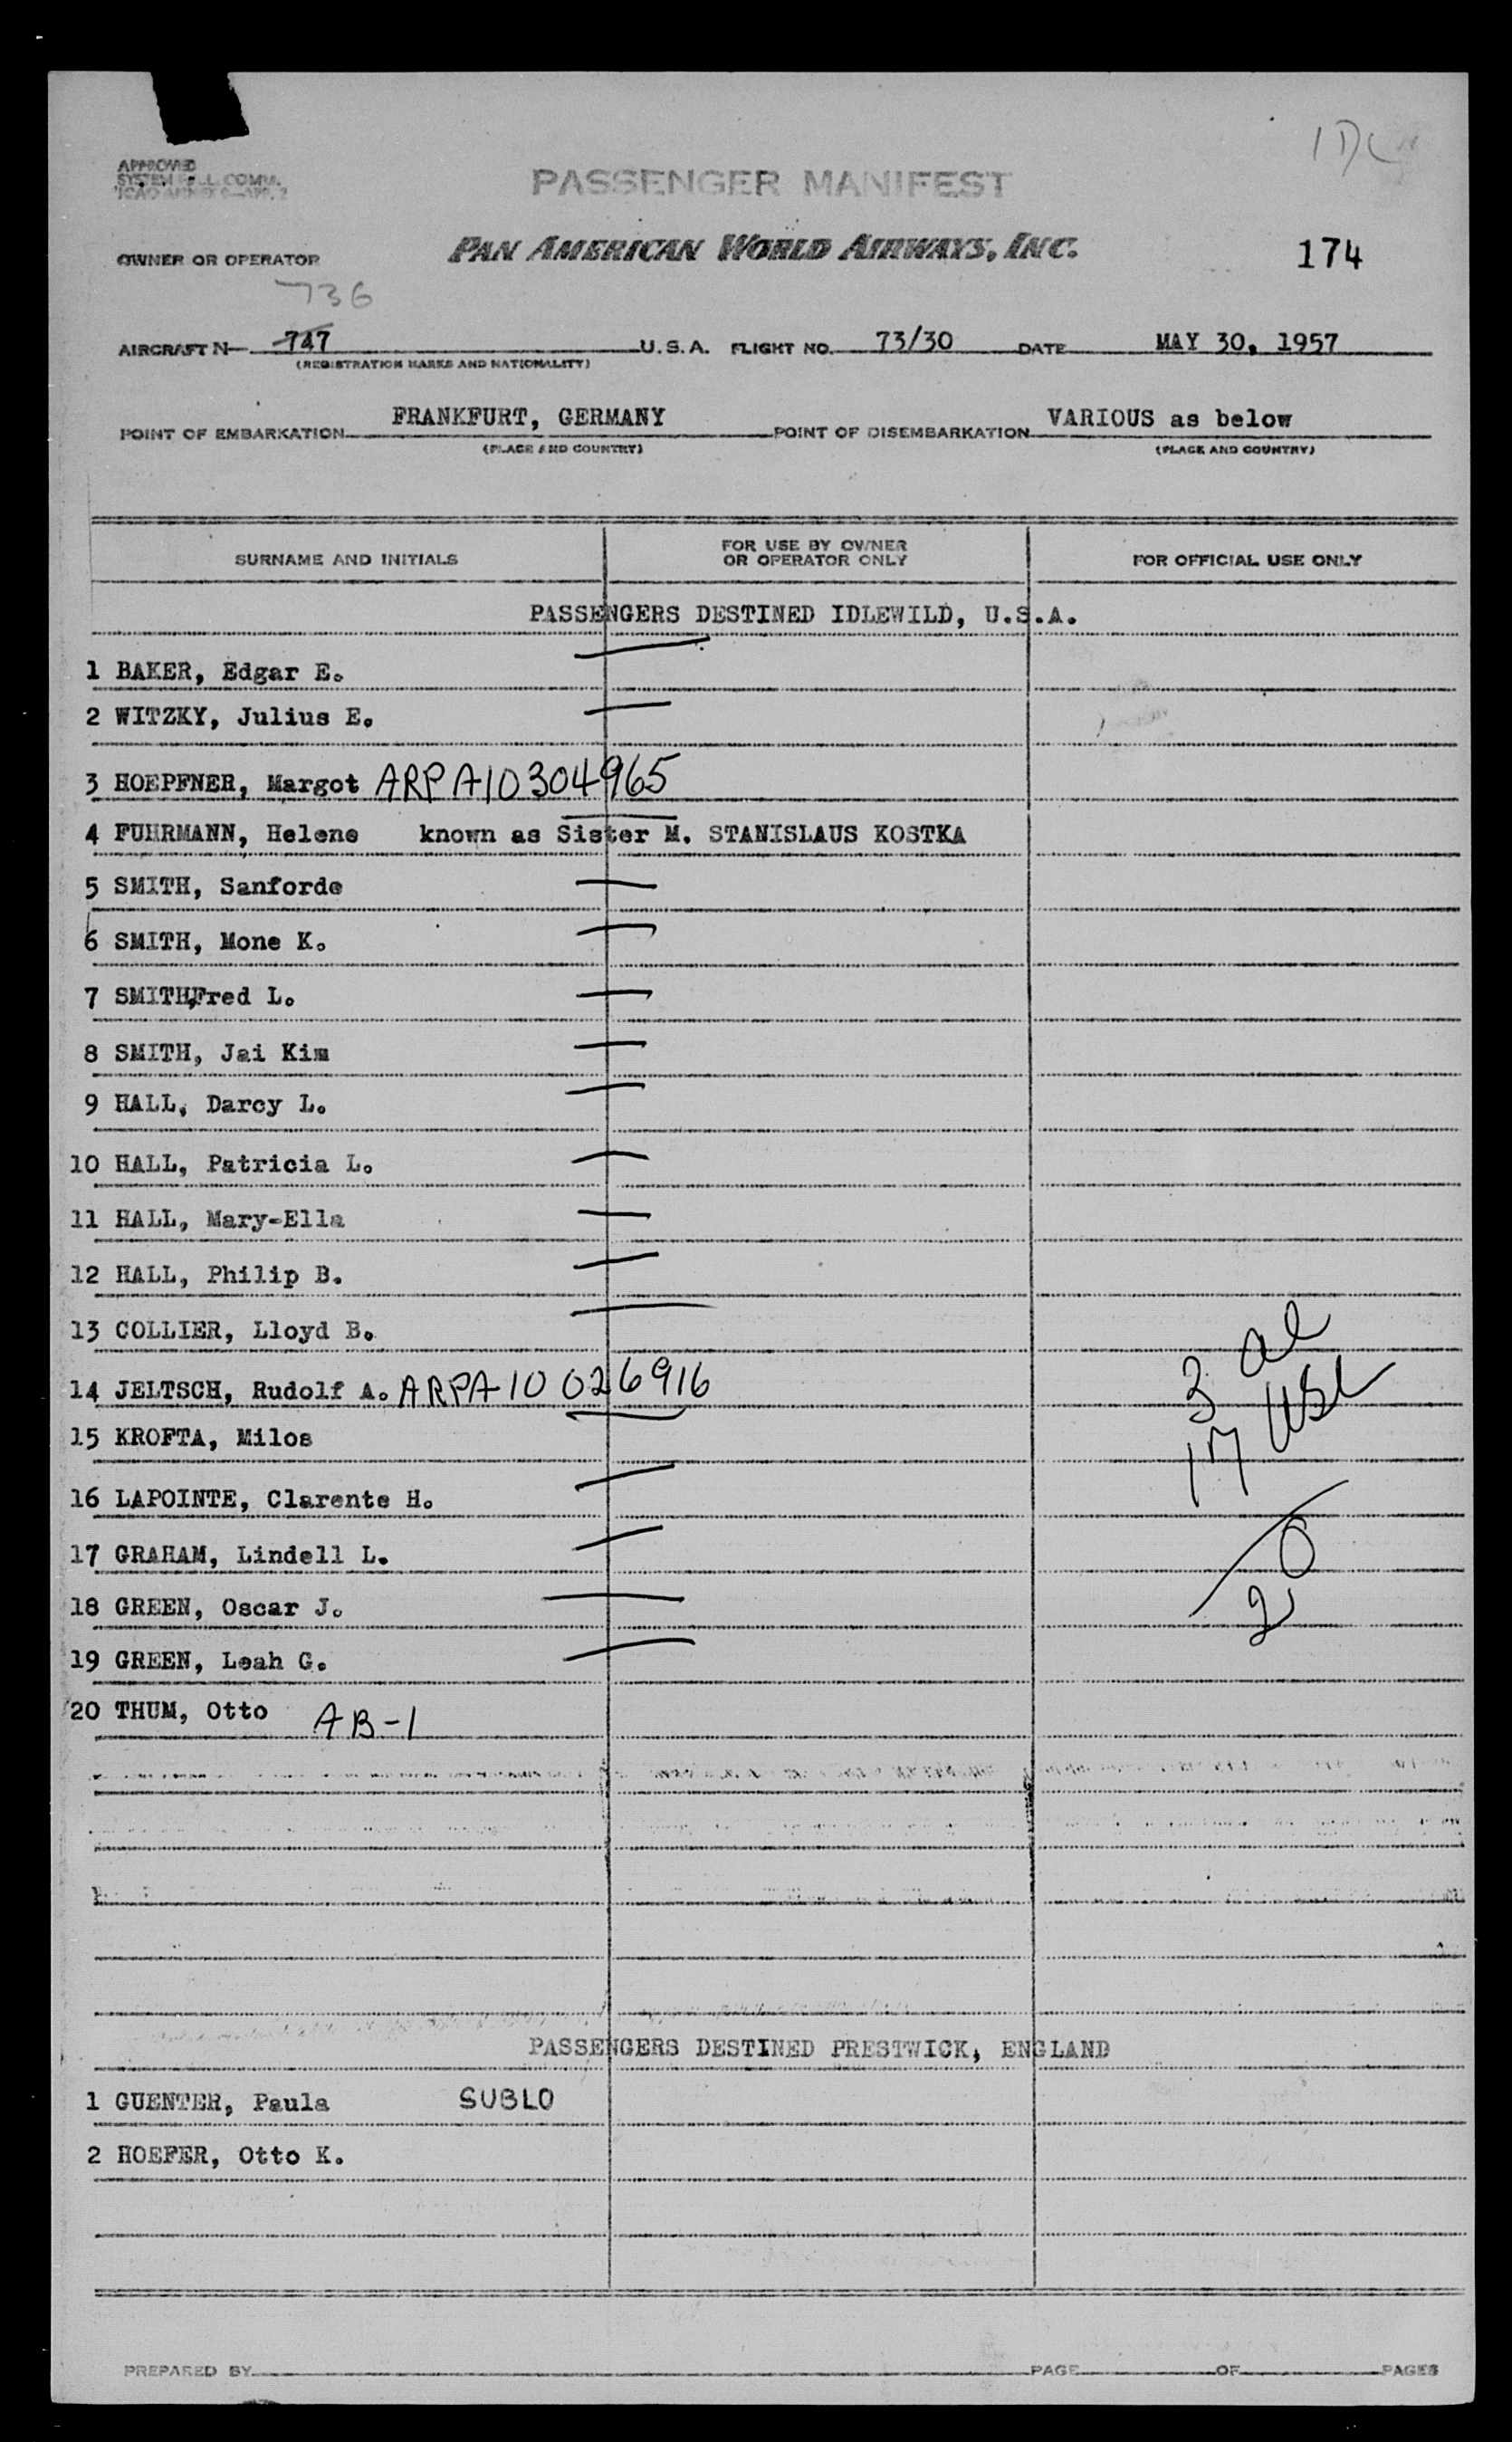 APPROVED
PASSENGER MANIFEST
OWNER OR OPERATOR PAN AMERICAN WORLD AIRWAYS, INC. 174
736
AIRCRAFT N 747 U.S.A. FLIGHT NO. 73/30 DATE MAY 30, 1957
(REGISTRATION MARKS AND NATIONALITY)
POINT OF EMBARKATION FRANKFURT, GERMANY POINT OF DISEMBARKATION VARIOUS as below
(PLACE AND COUNTRY) (PLACE AND COUNTRY)
SURNAME AND INITIALS FOR USE BY OWNER OR OPERATOR ONLY FOR OFFICIAL USE ONLY
PASSENGERS DESTINED IDLEWILD, U.S.A.
1 BAKER, Edgar E.
2 WITZKY, Julius E.
3 HOEPFNER, Margot ARPA10304965
4 FUHRMANN, Helene known as Sister M. STANISLAUS KOSTKA
5 SMITH, Sanforde
6 SMITH, Mone K.
7 SMITH,Fred L.
8 SMITH, Jai Kim
9 HALL, Darcy L.
10 HALL, Patricia L.
11 HALL, Mary-Ella
12 HALL, Philip B.
13 COLLIER, Lloyd B.
14 JELTSCH, Rudolf A. ARPA-10 026916
15 KROFTA, Milos
16 LAPOINTE, Clarente H.
17 GRAHAM, Lindell L.
18 GREEN, Oscar J.
19 GREEN, Leah G.
20 THUM, Otto AB-1
3 al
17 USC
20
PASSENGERS DESTINED PRESTWICK, ENGLAND
1 GUENTER, Paula SUBLO
2 HOEFER, Otto K.
PREPARED BY PAGE OF PAGES